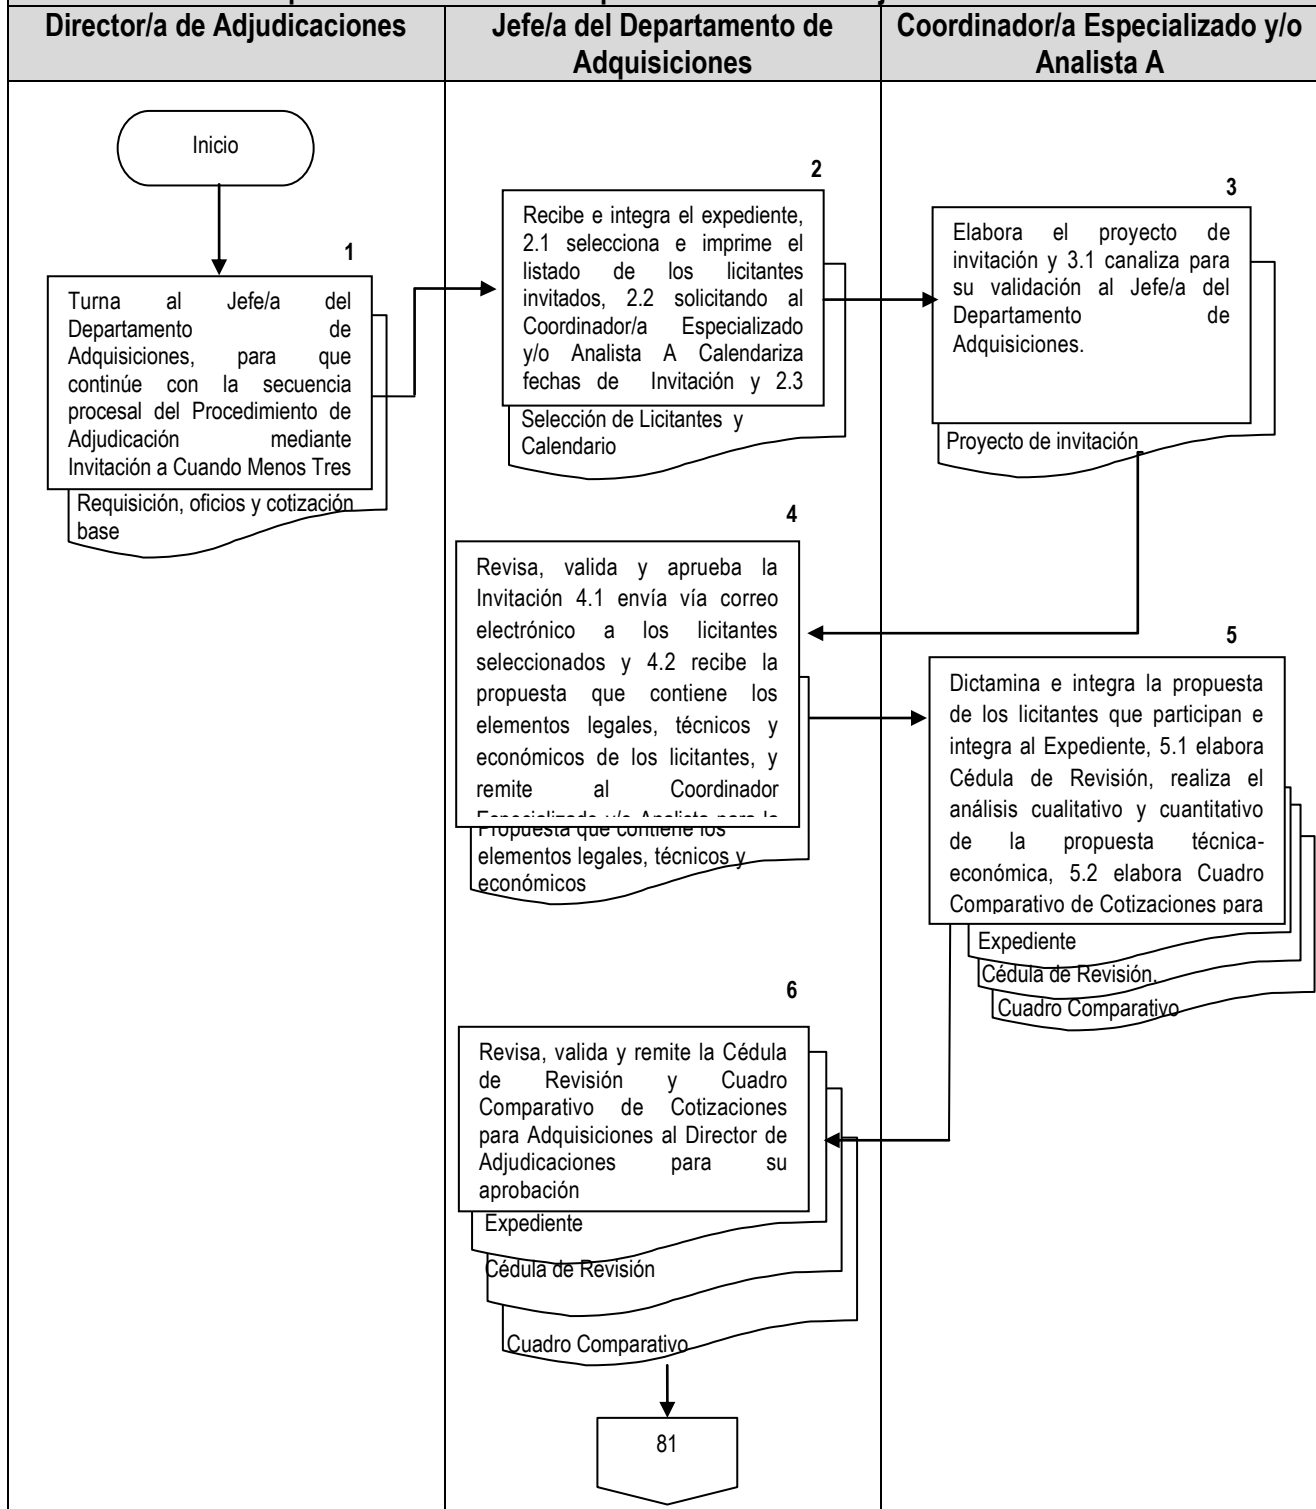 Director/a de Adjudicaciones
Jefe/a del Departamento de
Adquisiciones
Coordinador/a Especializado y/o
Analista A
Inicio
1
Turna al Jefe/a del
Departamento de
Adquisiciones, para que
continúe con la secuencia
procesal del Procedimiento de
Adjudicación mediante
Invitación a Cuando Menos Tres
Requisición, oficios y cotización
base
2
Recibe e integra el expediente,
2.1 selecciona e imprime el
listado de los licitantes
invitados, 2.2 solicitando al
Coordinador/a Especializado
y/o Analista A Calendariza
fechas de Invitación y 2.3
Selección de Licitantes y
Calendario
3
Elabora el proyecto de
invitación y 3.1 canaliza para
su validación al Jefe/a del
Departamento de
Adquisiciones.
Proyecto de invitación
4
Revisa, valida y aprueba la
Invitación 4.1 envía vía correo
electrónico a los licitantes
seleccionados y 4.2 recibe la
propuesta que contiene los
elementos legales, técnicos y
económicos de los licitantes, y
remite al Coordinador
Especializado y/o Analista para la
Propuesta que contiene los
elementos legales, técnicos y
económicos
5
Dictamina e integra la propuesta
de los licitantes que participan e
integra al Expediente, 5.1 elabora
Cédula de Revisión, realiza el
análisis cualitativo y cuantitativo
de la propuesta técnica-
económica, 5.2 elabora Cuadro
Comparativo de Cotizaciones para
Expediente
Cédula de Revisión.
Cuadro Comparativo
6
Revisa, valida y remite la Cédula
de Revisión y Cuadro
Comparativo de Cotizaciones
para Adquisiciones al Director de
Adjudicaciones para su
aprobación
Expediente
Cédula de Revisión
Cuadro Comparativo
81